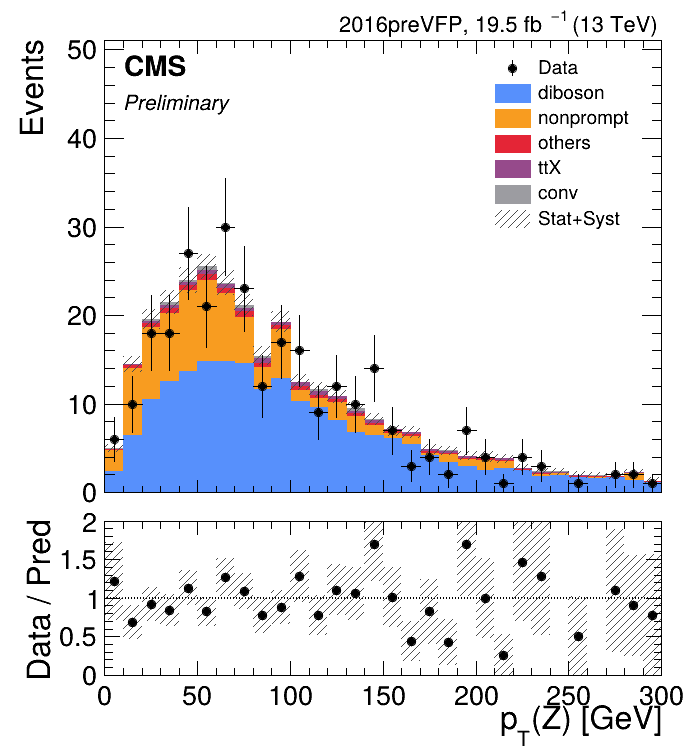 2016preVFP, 19.5 fb⁻¹ (13 TeV)
Events
50
40
30
20
10
0
CMS
Preliminary
Data
diboson
nonprompt
others
ttX
conv
Stat+Syst
Data / Pred
2
1.5
1
0.5
0
0 50 100 150 200 250 300
p_T(Z) [GeV]